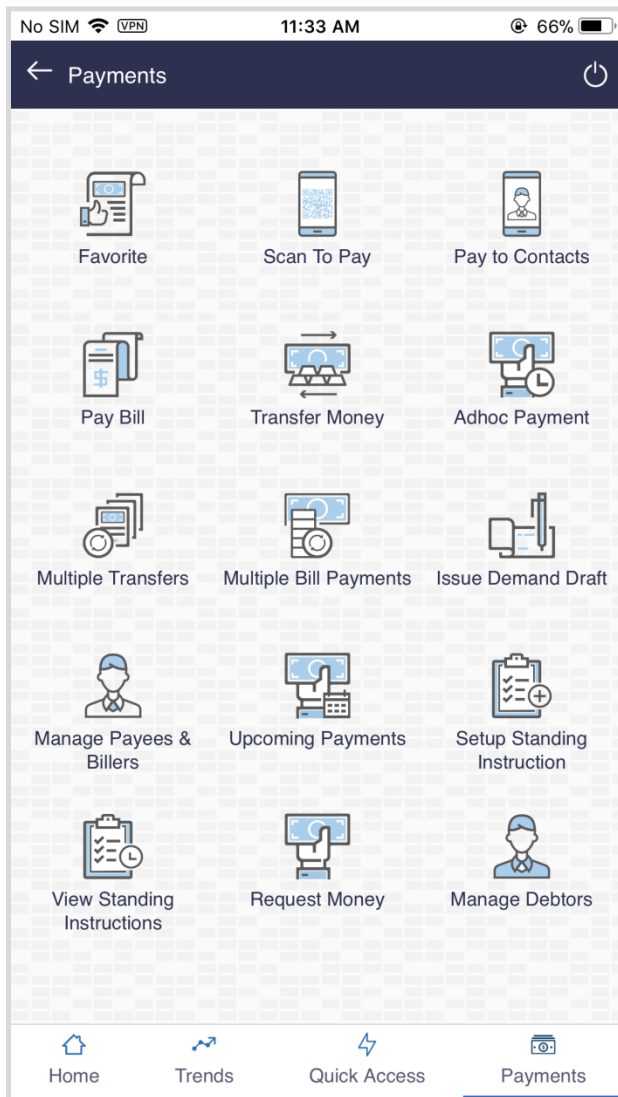 No SIM VPN 11:33 AM 66%
Payments
Favorite Scan To Pay Pay to Contacts
Pay Bill Transfer Money Adhoc Payment
Multiple Transfers Multiple Bill Payments Issue Demand Draft
Manage Payees & Upcoming Payments Setup Standing
Billers Instruction
View Standing Request Money Manage Debtors
Instructions
Home Trends Quick Access Payments